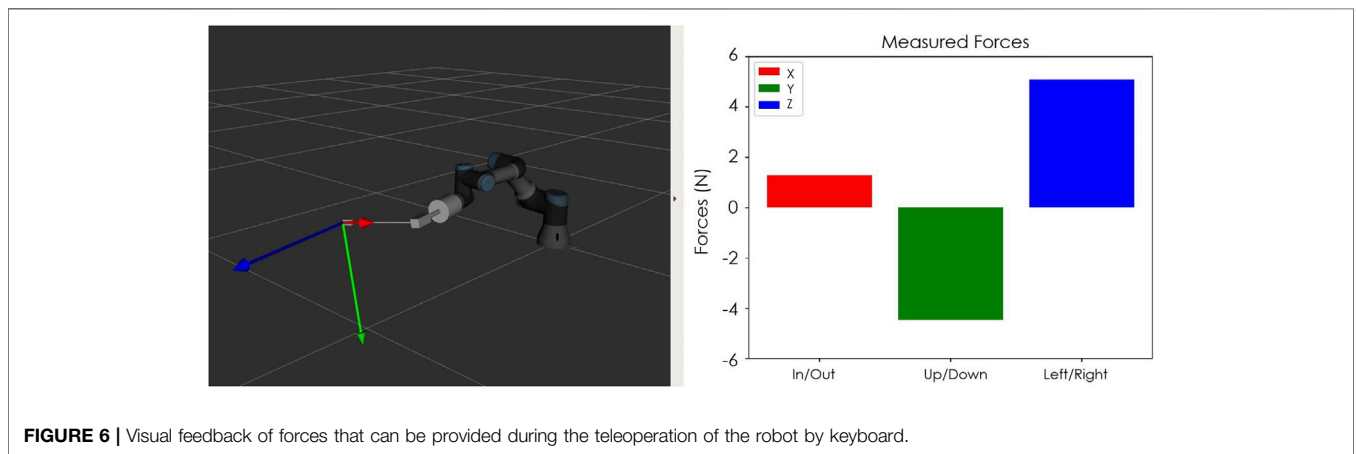 Measured Forces
X
Y
Z
Forces (N)
6
4
2
0
-2
-4
-6
In/Out Up/Down Left/Right
FIGURE 6 | Visual feedback of forces that can be provided during the teleoperation of the robot by keyboard.